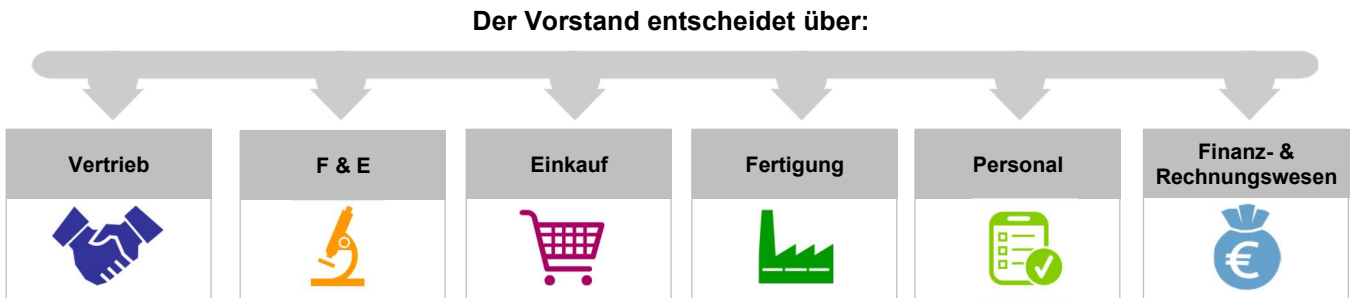 Der Vorstand entscheidet über:
Vertrieb
F & E
Einkauf
Fertigung
Personal
Finanz- &
Rechnungswesen
€